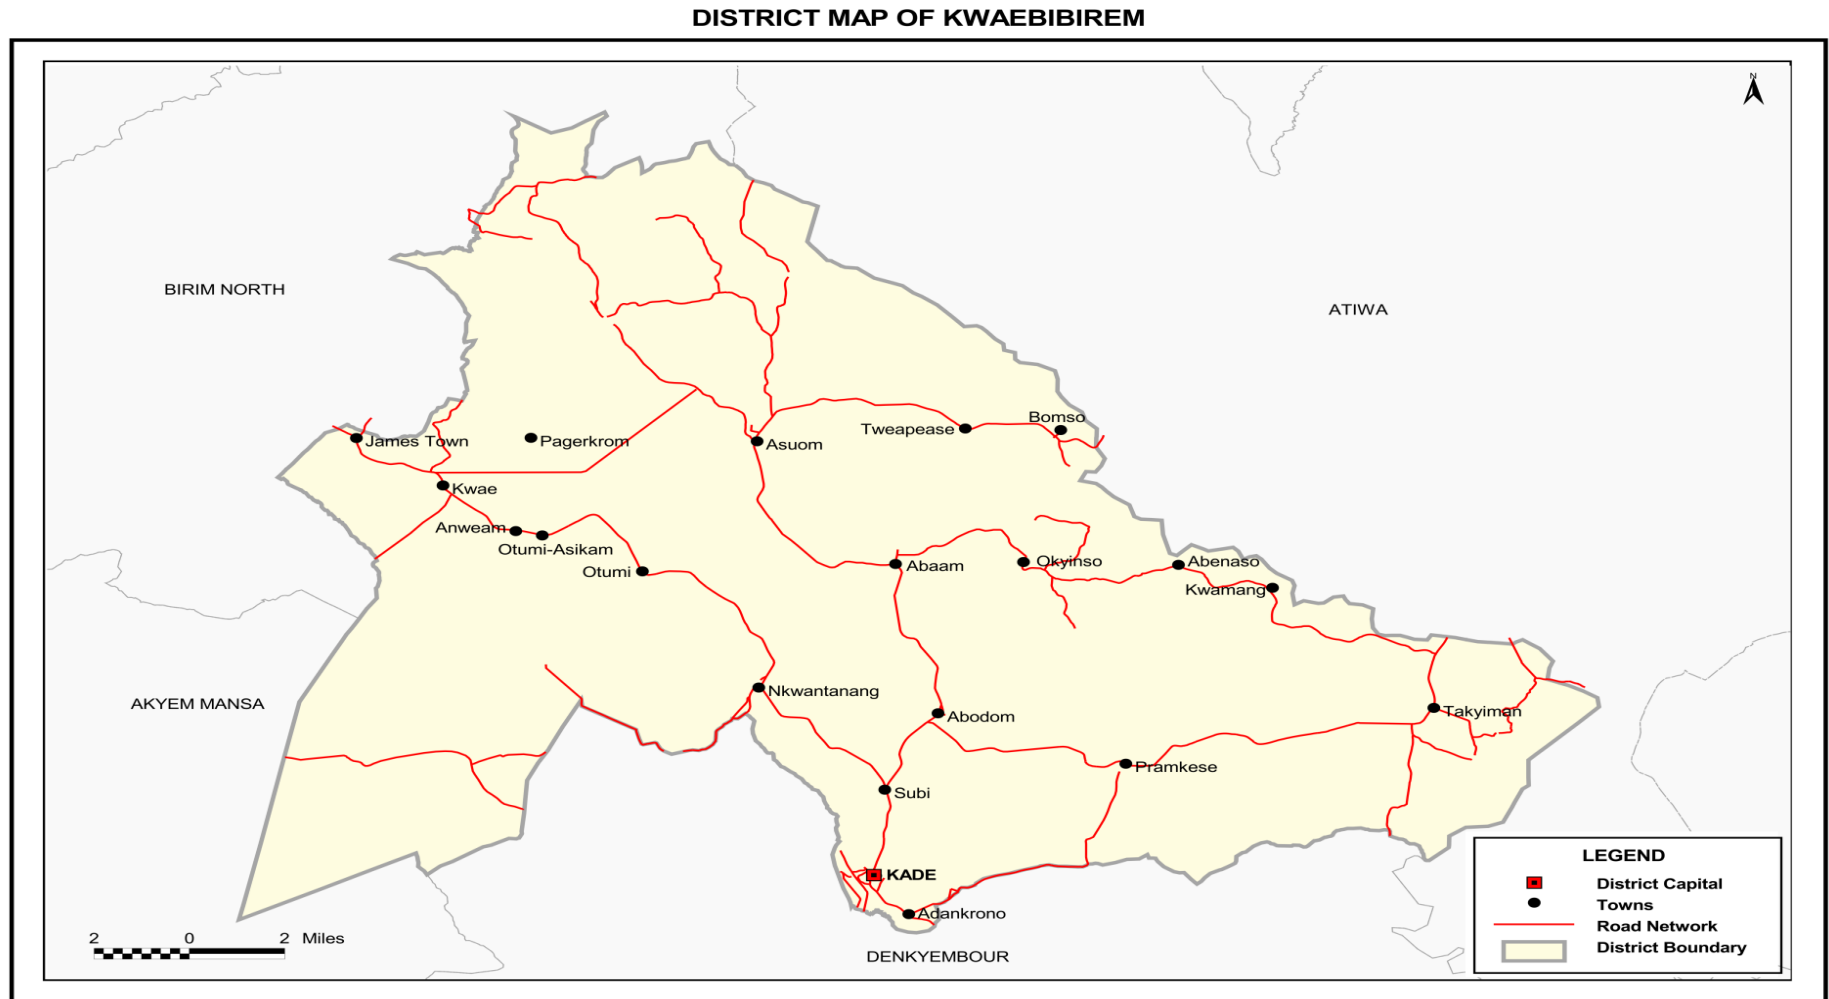 DISTRICT MAP OF KWAEBIBIREM
N
BIRIM NORTH
ATIWA
James Town
Pagerkrom
Asuom
Tweapease
Bomso
Kwae
Anweam
Otumi-Asikam
Otumi
Abaam
Okyinso
Abenaso
Kwamang
AKYEM MANSA
Nkwantanang
Abodom
Takyiman
Pramkese
Subi
KADE
Adankrono
DENKYEMBOUR
2 0 2 Miles
LEGEND
District Capital
Towns
Road Network
District Boundary